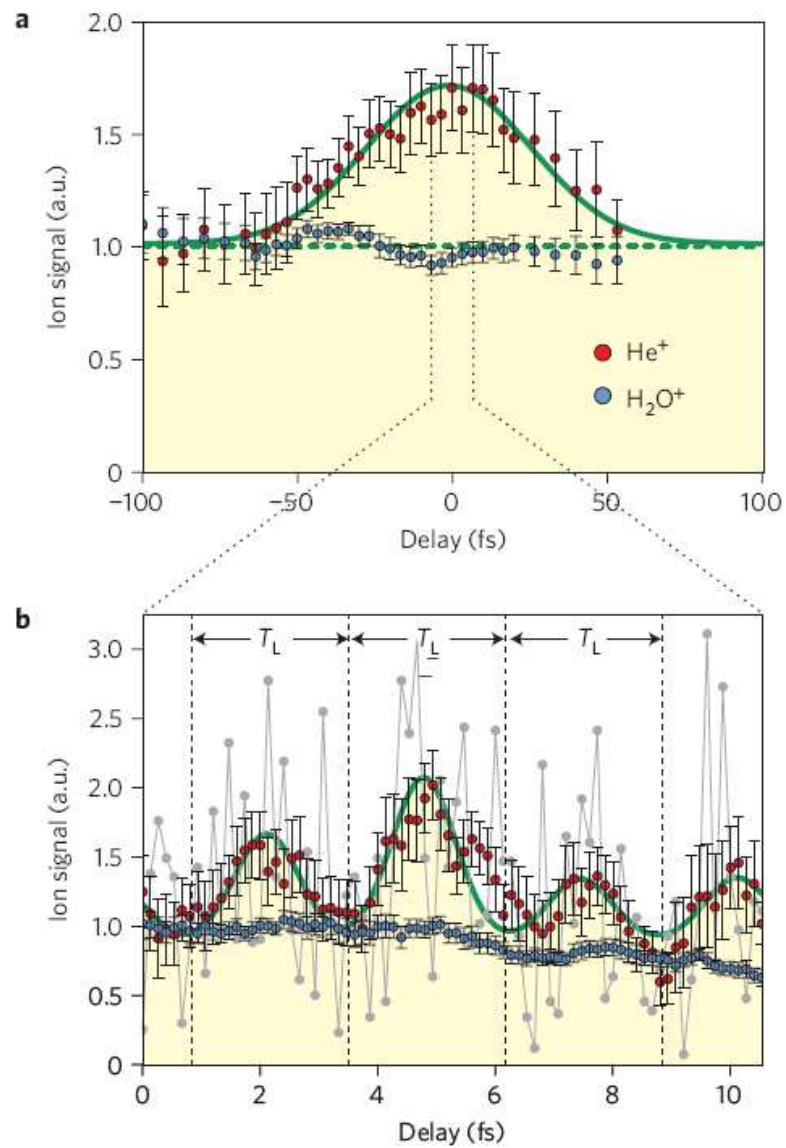 a
2.0
1.5
1.0
0.5
0
Ion signal (a.u.)
He+
H2O+
−100 −50 0 50 100
Delay (fs)
b
TL TL TL
3.0
2.5
2.0
1.5
1.0
0.5
0
Ion signal (a.u.)
0 2 4 6 8 10
Delay (fs)